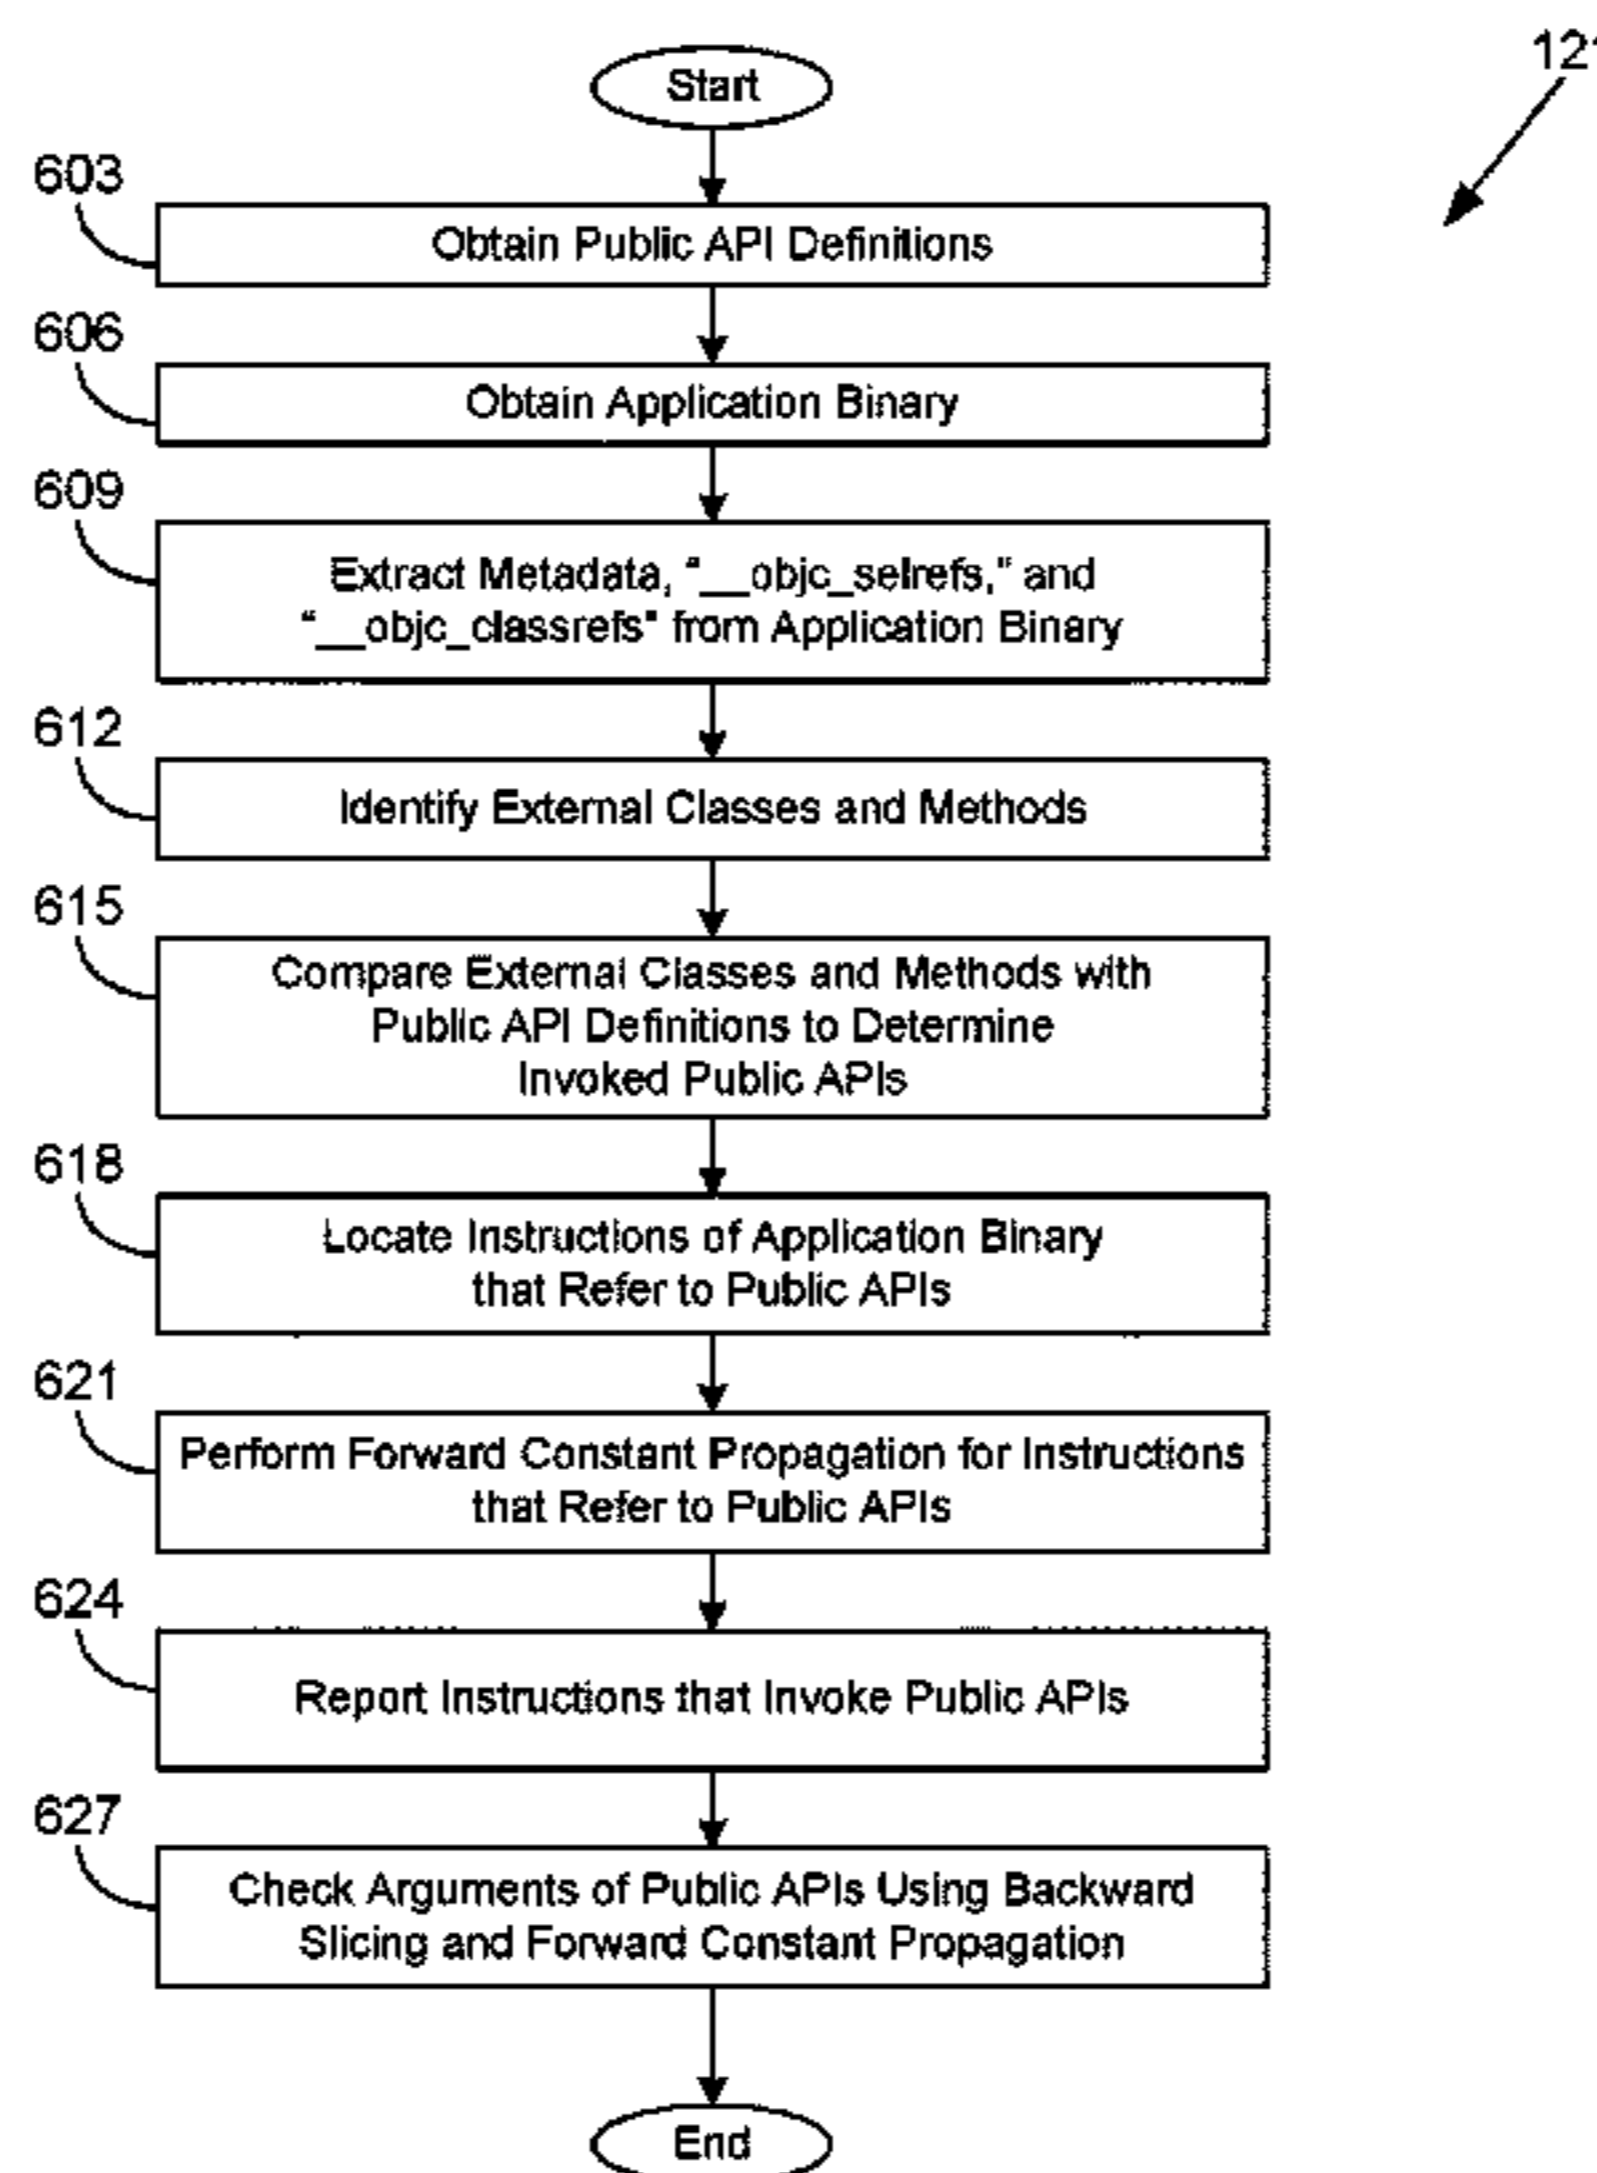 Start
121
603
Obtain Public API Definitions
606
Obtain Application Binary
609
Extract Metadata, “__objc_selrefs,” and
“__objc_classrefs” from Application Binary
612
Identify External Classes and Methods
615
Compare External Classes and Methods with
Public API Definitions to Determine
Invoked Public APIs
618
Locate Instructions of Application Binary
that Refer to Public APIs
621
Perform Forward Constant Propagation for Instructions
that Refer to Public APIs
624
Report Instructions that Invoke Public APIs
627
Check Arguments of Public APIs Using Backward
Slicing and Forward Constant Propagation
End